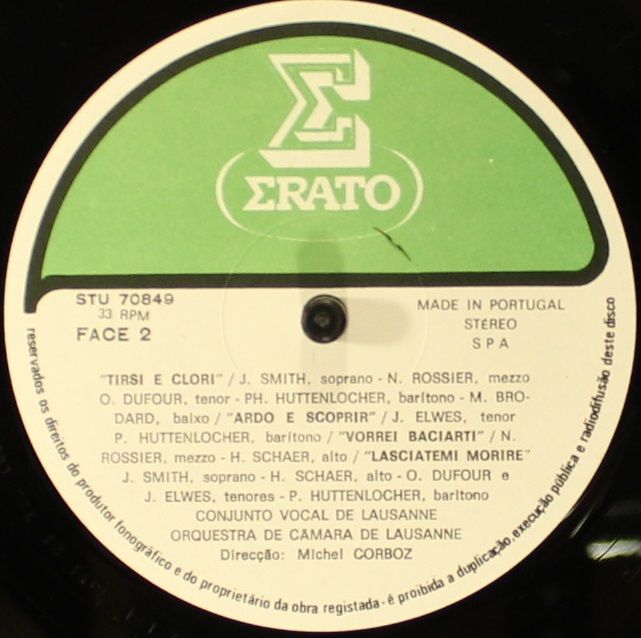 ΣRATO
STU 70849
33 RPM
FACE 2
MADE IN PORTUGAL
STÉREO
SPA
"TIRSI E CLORI" / J. SMITH, soprano - N. ROSSIER, mezzo
O. DUFOUR, tenor - PH. HUTTENLOCHER, barítono - M. BRO-
DARD, baixo / "ARDO E SCOPRIR" / J. ELWES, tenor
P. HUTTENLOCHER, barítono / "VORREI BACIARTI" / N.
ROSSIER, mezzo - H. SCHAER, alto / "LASCIATEMI MORIRE"
J. SMITH, soprano - H. SCHAER, alto - O. DUFOUR e
J. ELWES, tenores - P. HUTTENLOCHER, barítono
CONJUNTO VOCAL DE LAUSANNE
ORQUESTRA DE CÂMARA DE LAUSANNE
Direcção: Michel CORBOZ
reservados os direitos do produtor fonográfico e do proprietário da obra registada - é proibida a duplicação, execução pública e radiodifusão deste disco